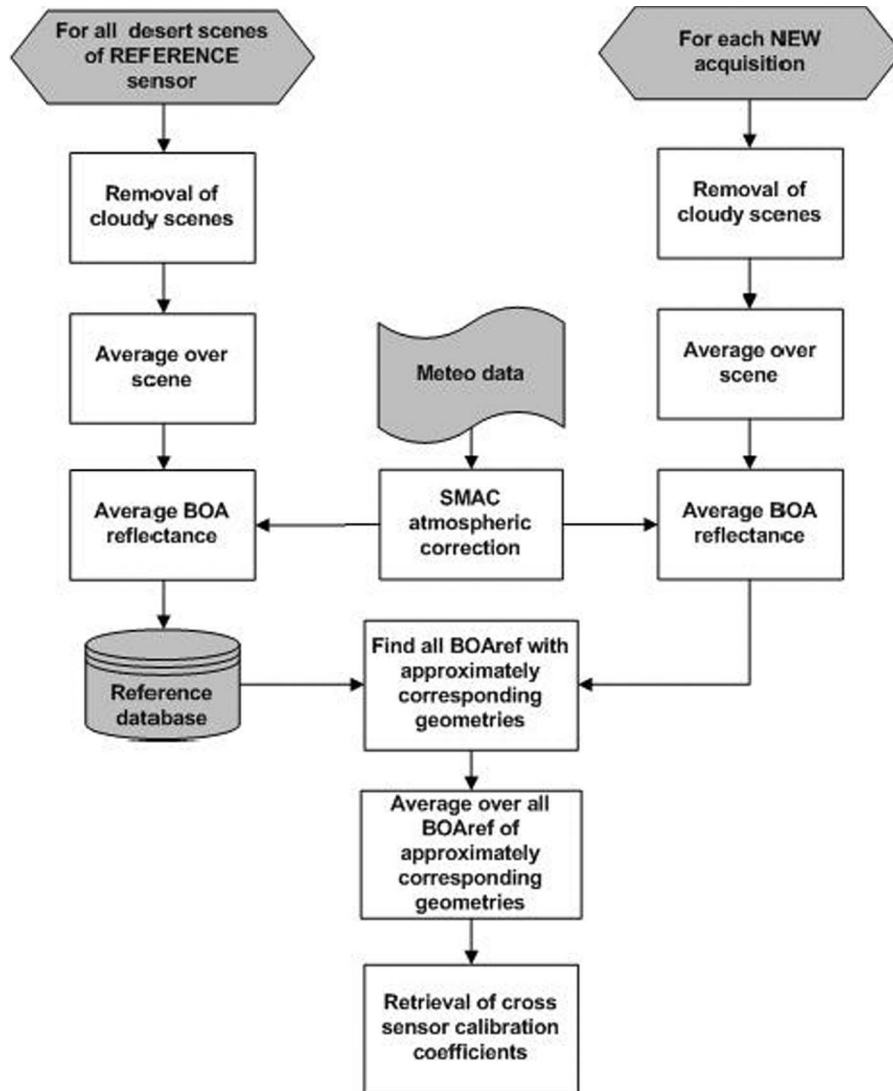 For all desert scenes
of REFERENCE
sensor
For each NEW
acquisition
Removal of
cloudy scenes
Removal of
cloudy scenes
Average over
scene
Meteo data
Average over
scene
Average BOA
reflectance
SMAC
atmospheric
correction
Average BOA
reflectance
Reference
database
Find all BOAref with
approximately
corresponding
geometries
Average over all
BOAref of
approximately
corresponding
geometries
Retrieval of cross
sensor calibration
coefficients